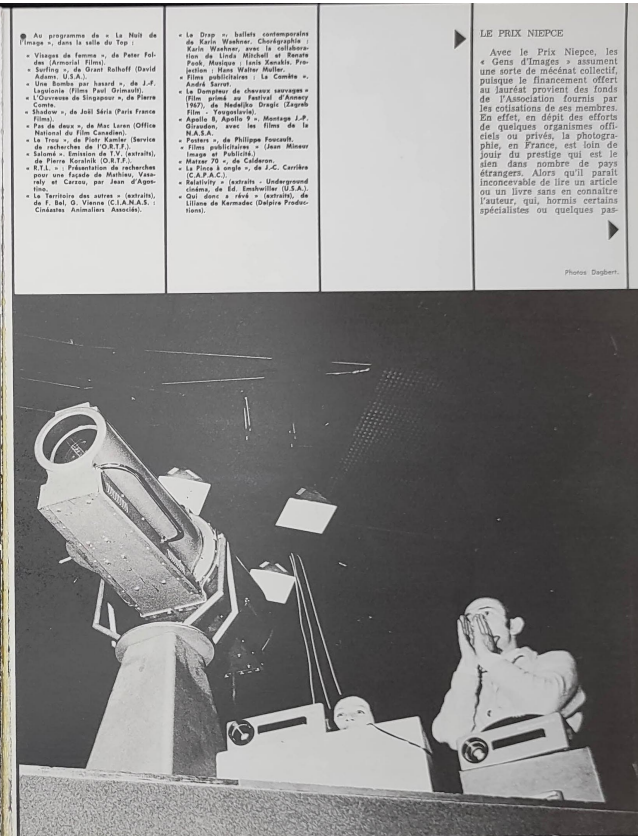 ● Au programme de « La Nuit de
l'Image », dans la salle du Top :
« Visages de femme », de Peter Fol-
des (Armorial Films).
« Surfing », de Grant Rolhoff (David
Adams, U.S.A.).
« Une Bombe par hasard », de J.-F.
Laguionie (Films Paul Grimault).
« L'Ouvreuse de Singapour », de Pierre
Comte.
« Shadow », de Joël Séria (Paris France
Films).
« Pas de deux », de Mac Laren (Office
National du Film Canadien).
« Le Trou », de Piotr Kamler (Service
de recherches de l'O.R.T.F.).
« Salomé ». Emission de T.V. (extraits),
de Pierre Koralnik (O.R.T.F.).
« R.T.L. » : Présentation de recherches
pour une façade de Mathieu, Vasa-
rely et Carzou, par Jean d'Agos-
tino.
« Le Territoire des autres » (extraits),
de F. Bel, G. Vienne (C.I.A.N.A.S. :
Cinéastes Animaliers Associés).
« Le Drap », ballets contemporains
de Karin Waehner. Chorégraphie :
Karin Waehner, avec la collabora-
tion de Linda Mitchell et Renate
Pook, Musique : Ianis Xenakis. Pro-
jection : Hans Walter Muller.
« Films publicitaires : La Comète »,
André Sarrut.
« Le Dompteur de chevaux sauvages »
(Film primé au Festival d'Annecy
1967), de Nedeljko Dragic (Zagreb
Film - Yougoslavie).
« Apollo 8, Apollo 9 », Montage J.-P.
Giraudon, avec les films de la
N.A.S.A.
« Posters », de Philippe Foucault.
« Films publicitaires » (Jean Mineur
Image et Publicité.)
« Matzer 70 », de Calderon.
« La Pince à ongle », de J.-C. Carrière
(C.A.P.A.C.).
« Relativity » (extraits - Underground
cinéma, de Ed. Emshwiller (U.S.A.).
« Qui donc a rêvé » (extraits), de
Liliane de Kermadec (Delpire Produc-
tions).
LE PRIX NIEPCE
Avec le Prix Niepce, les
« Gens d'Images » assument
une sorte de mécénat collectif,
puisque le financement offert
au lauréat provient des fonds
de l'Association fournis par
les cotisations de ses membres.
En effet, en dépit des efforts
de quelques organismes offi-
ciels ou privés, la photogra-
phie, en France, est loin de
jouir du prestige qui est le
sien dans nombre de pays
étrangers. Alors qu'il paraît
inconcevable de lire un article
ou un livre sans en connaître
l'auteur, qui, hormis certains
spécialistes ou quelques pas-
Photos Dagbert.